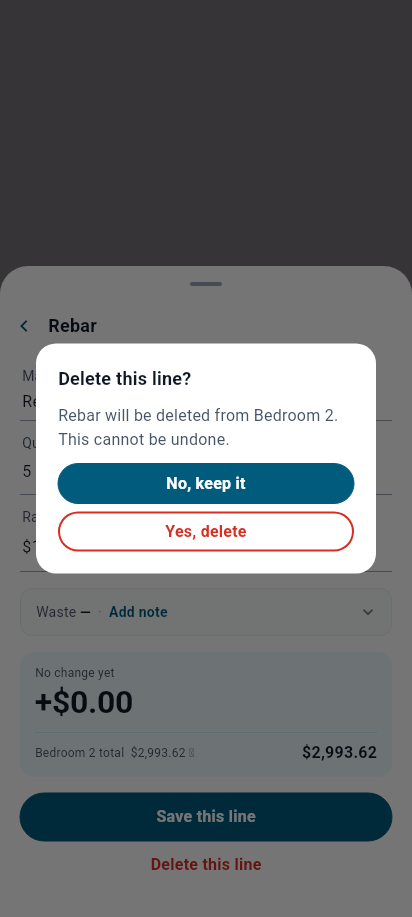 Rebar
Delete this line?
Rebar will be deleted from Bedroom 2.
This cannot be undone.
No, keep it
Yes, delete
5
Waste — · Add note
No change yet
+$0.00
Bedroom 2 total $2,993.62
$2,993.62
Save this line
Delete this line